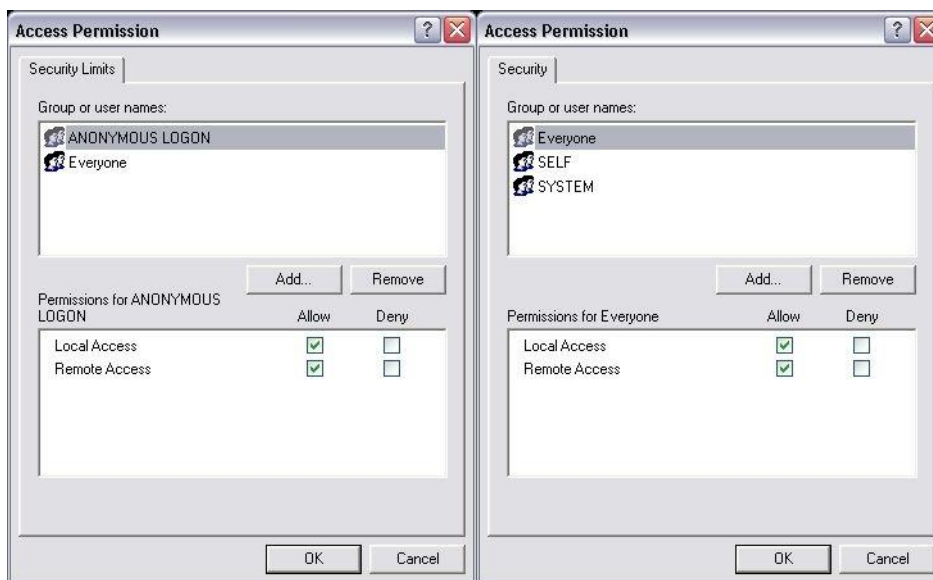 Access Permission
Security Limits
Group or user names:
ANONYMOUS LOGON
Everyone
Add...
Remove
Permissions for ANONYMOUS
LOGON
Allow
Deny
Local Access
Remote Access
OK
Cancel
Access Permission
Security
Group or user names:
Everyone
SELF
SYSTEM
Add...
Remove
Permissions for Everyone
Allow
Deny
Local Access
Remote Access
OK
Cancel